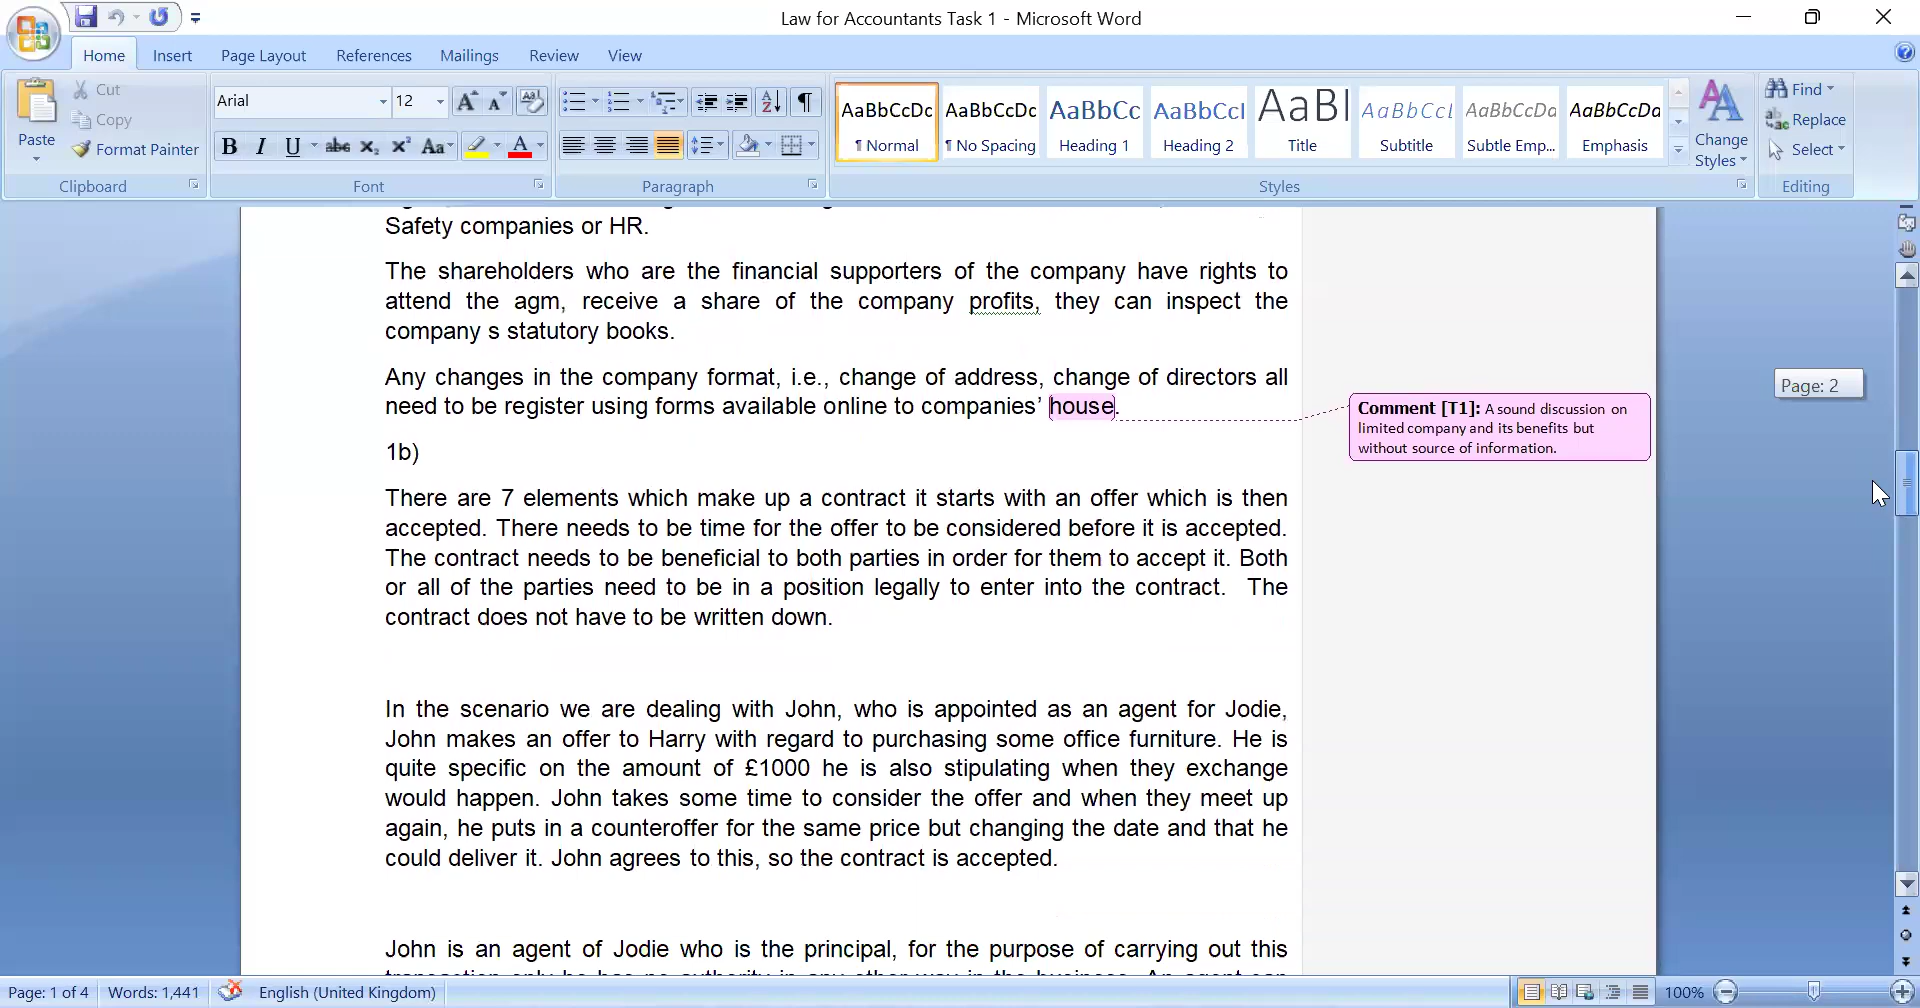 Law for Accountants Task 1 - Microsoft Word
Home Insert Page Layout References Mailings Review View
Paste
Cut
Copy
Format Painter
Clipboard
Arial 12
B I U abc X₂ X² Aa A
Font
Paragraph
AaBbCcDc AaBbCcDc AaBbCc AaBbCcI AaBI AaBbCcL AaBbCcDa AaBbCcDa
¶ Normal ¶ No Spacing Heading 1 Heading 2 Title Subtitle Subtle Emp... Emphasis
Change Styles
Styles
Find
Replace
Select
Editing
Safety companies or HR.
The shareholders who are the financial supporters of the company have rights to
attend the agm, receive a share of the company profits, they can inspect the
company s statutory books.
Any changes in the company format, i.e., change of address, change of directors all
need to be register using forms available online to companies’ house.
Comment [T1]: A sound discussion on
limited company and its benefits but
without source of information.
Page: 2
1b)
There are 7 elements which make up a contract it starts with an offer which is then
accepted. There needs to be time for the offer to be considered before it is accepted.
The contract needs to be beneficial to both parties in order for them to accept it. Both
or all of the parties need to be in a position legally to enter into the contract.  The
contract does not have to be written down.
In the scenario we are dealing with John, who is appointed as an agent for Jodie,
John makes an offer to Harry with regard to purchasing some office furniture. He is
quite specific on the amount of £1000 he is also stipulating when they exchange
would happen. John takes some time to consider the offer and when they meet up
again, he puts in a counteroffer for the same price but changing the date and that he
could deliver it. John agrees to this, so the contract is accepted.
John is an agent of Jodie who is the principal, for the purpose of carrying out this
Page: 1 of 4 Words: 1,441 English (United Kingdom) 100%